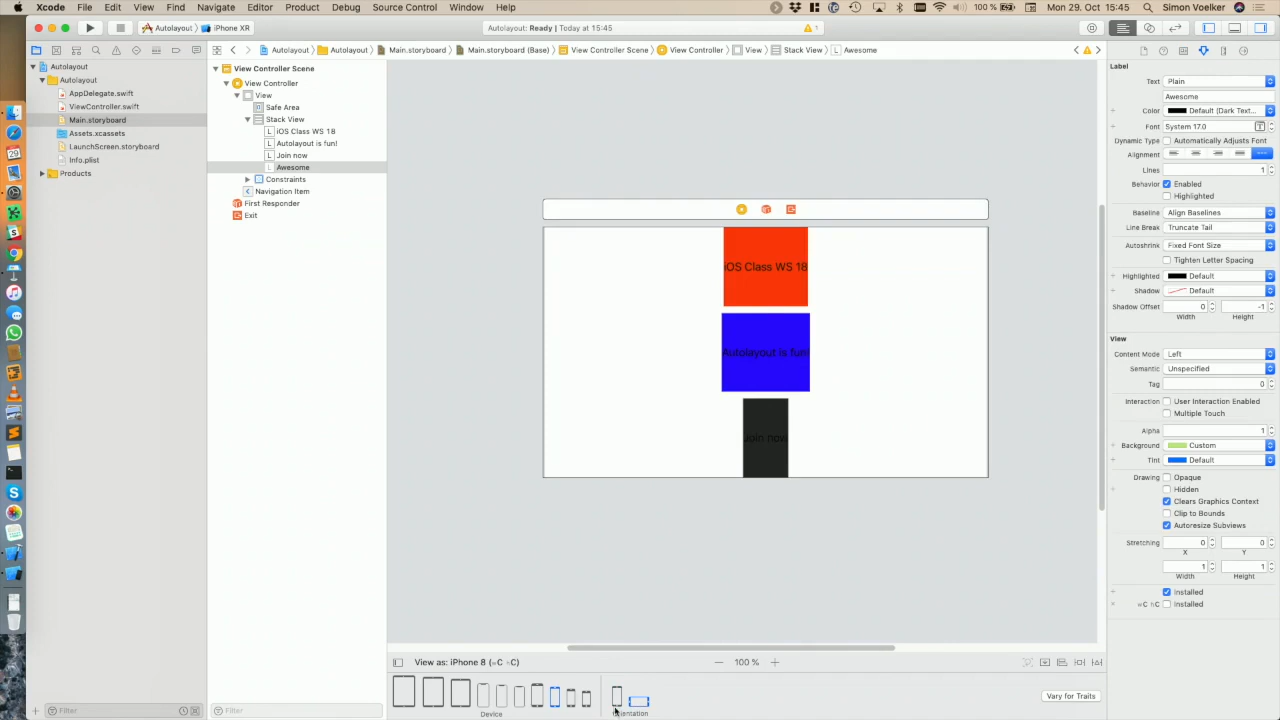 Xcode File Edit View Find Navigate Editor Product Debug Source Control Window Help
100 % Simon Voelker Mon 29. Oct 15:45
Autolayout iPhone XR
Autolayout: Ready | Today at 15:45
1
Autolayout Autolayout Main.storyboard Main.storyboard (Base) View Controller Scene View Controller View Stack View L Awesome
Autolayout
Autolayout
AppDelegate.swift
ViewController.swift
Main.storyboard
Assets.xcassets
LaunchScreen.storyboard
Info.plist
Products
Filter
View Controller Scene
View Controller
View
Safe Area
Stack View
L iOS Class WS 18
L Autolayout is fun!
L Join now
L Awesome
Constraints
Navigation Item
First Responder
Exit
Filter
iOS Class WS 18
Autolayout is fun!
Join now
View as: iPhone 8 (wC hC)
100 %
Device
Orientation
Vary for Traits
Label
Text Plain
Awesome
Color Default (Dark Text...
Font System 17.0
Dynamic Type Automatically Adjusts Font
Alignment
Lines 1
Behavior Enabled
Highlighted
Baseline Align Baselines
Line Break Truncate Tail
Autoshrink Fixed Font Size
Tighten Letter Spacing
Highlighted Default
Shadow Default
Shadow Offset 0 -1
Width Height
View
Content Mode Left
Semantic Unspecified
Tag 0
Interaction User Interaction Enabled
Multiple Touch
Alpha 1
Background Custom
Tint Default
Drawing Opaque
Hidden
Clears Graphics Context
Clip to Bounds
Autoresize Subviews
Stretching 0 0
X Y
1 1
Width Height
Installed
wC hC Installed